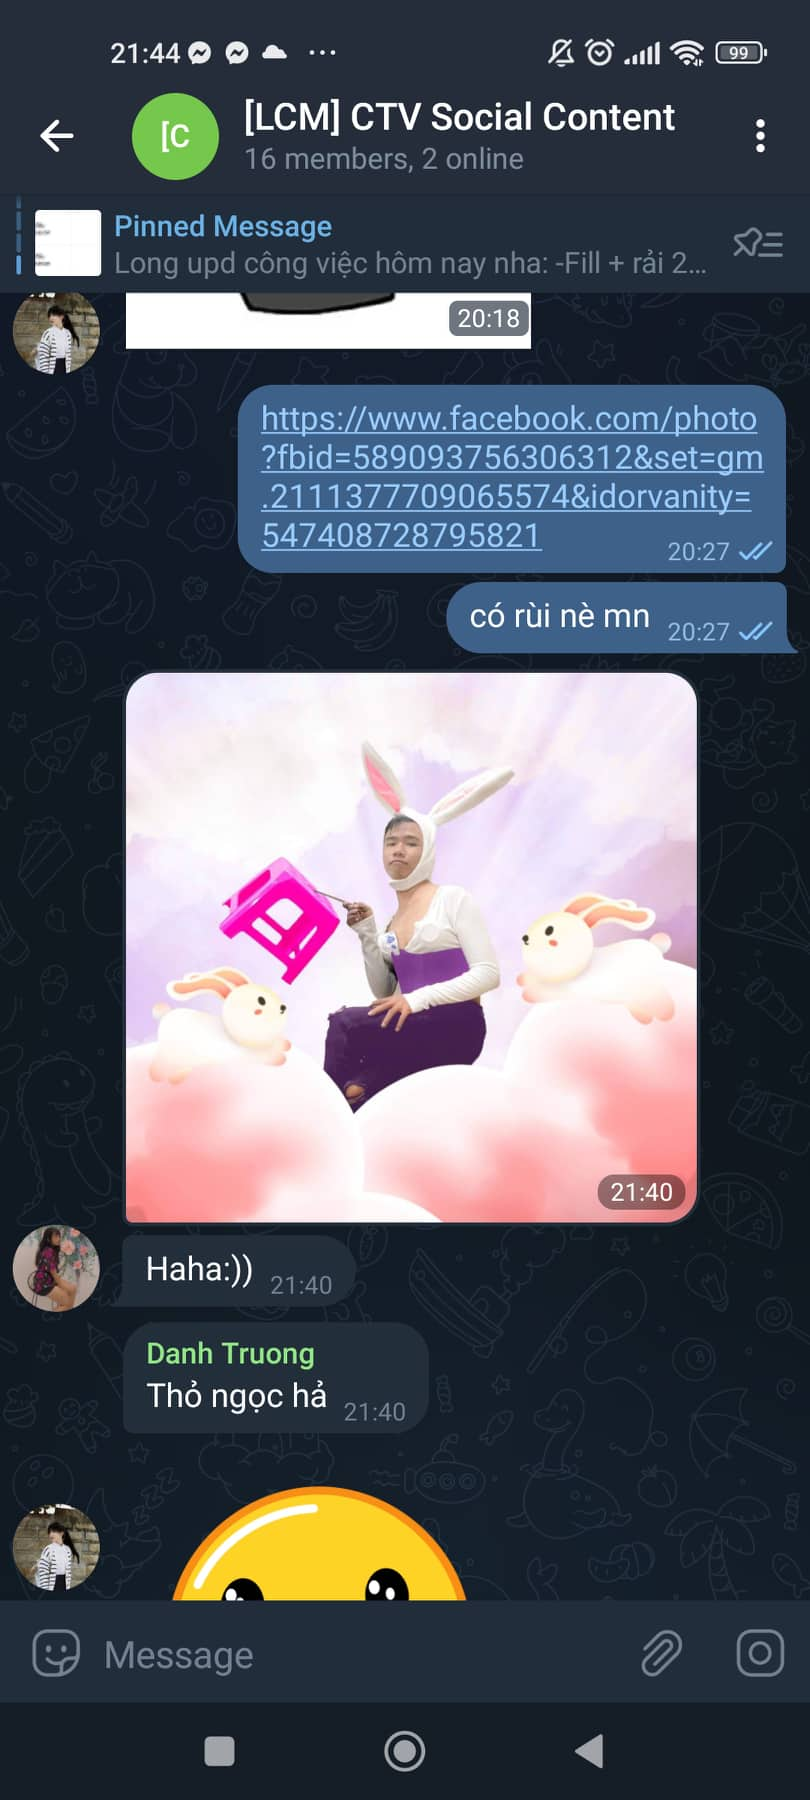 21:44
99
[C
[LCM] CTV Social Content
16 members, 2 online
Pinned Message
Long upd công việc hôm nay nha: -Fill + rải 2...
20:18
https://www.facebook.com/photo
?fbid=589093756306312&set=gm
.2111377709065574&idorvanity=
547408728795821
20:27
có rùi nè mn
20:27
21:40
Haha:))
21:40
Danh Truong
Thỏ ngọc hả
21:40
Message